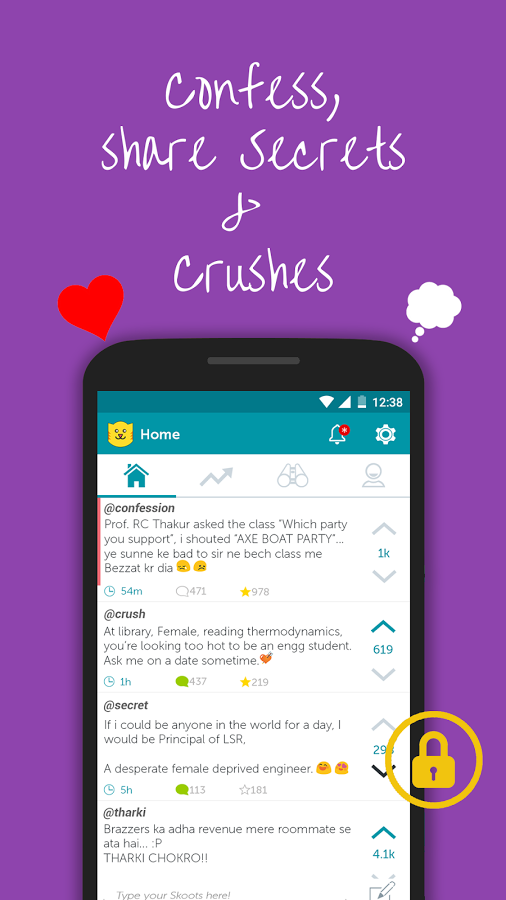 Confess,
share Secrets
&
Crushes
12:38
Home
@confession
Prof. RC Thakur asked the class “Which party
you support”, i shouted “AXE BOAT PARTY”...
ye sunne ke bad to sir ne bech class me
Bezzat kr dia
1k
54m 471 978
@crush
At library, Female, reading thermodynamics,
you’re looking too hot to be an engg student.
Ask me on a date sometime.
619
1h 437 219
@secret
If i could be anyone in the world for a day, I
would be Principal of LSR,
A desperate female deprived engineer.
5h 113 181
@tharki
Brazzers ka adha revenue mere roommate se
ata hai... :P
THARKI CHOKRO!!
4.1k
Type your Skoots here!